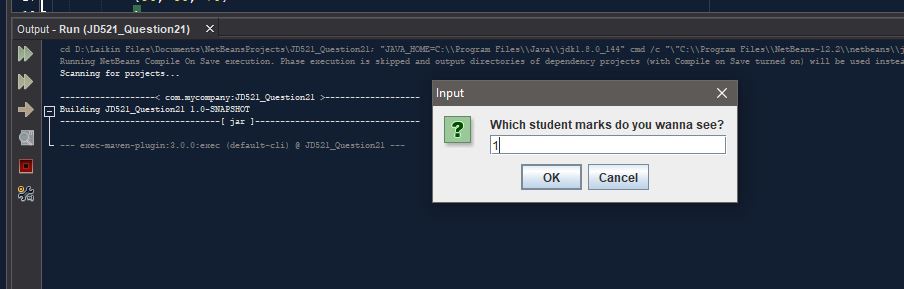 Output - Run (JD521_Question21)
cd D:\Laikin Files\Documents\NetBeansProjects\JD521_Question21; "JAVA_HOME=C:\\Program Files\\Java\\jdk1.8.0_144" cmd /c "\"C:\\Program Files\\NetBeans-12.2\\netbeans\\j
Running NetBeans Compile On Save execution. Phase execution is skipped and output directories of dependency projects (with Compile on Save turned on) will be used instea
Scanning for projects...
-------------------< com.mycompany:JD521_Question21 >-------------------
Building JD521_Question21 1.0-SNAPSHOT
--------------------------------[ jar ]---------------------------------
--- exec-maven-plugin:3.0.0:exec (default-cli) @ JD521_Question21 ---
Input
Which student marks do you wanna see?
1
OK Cancel